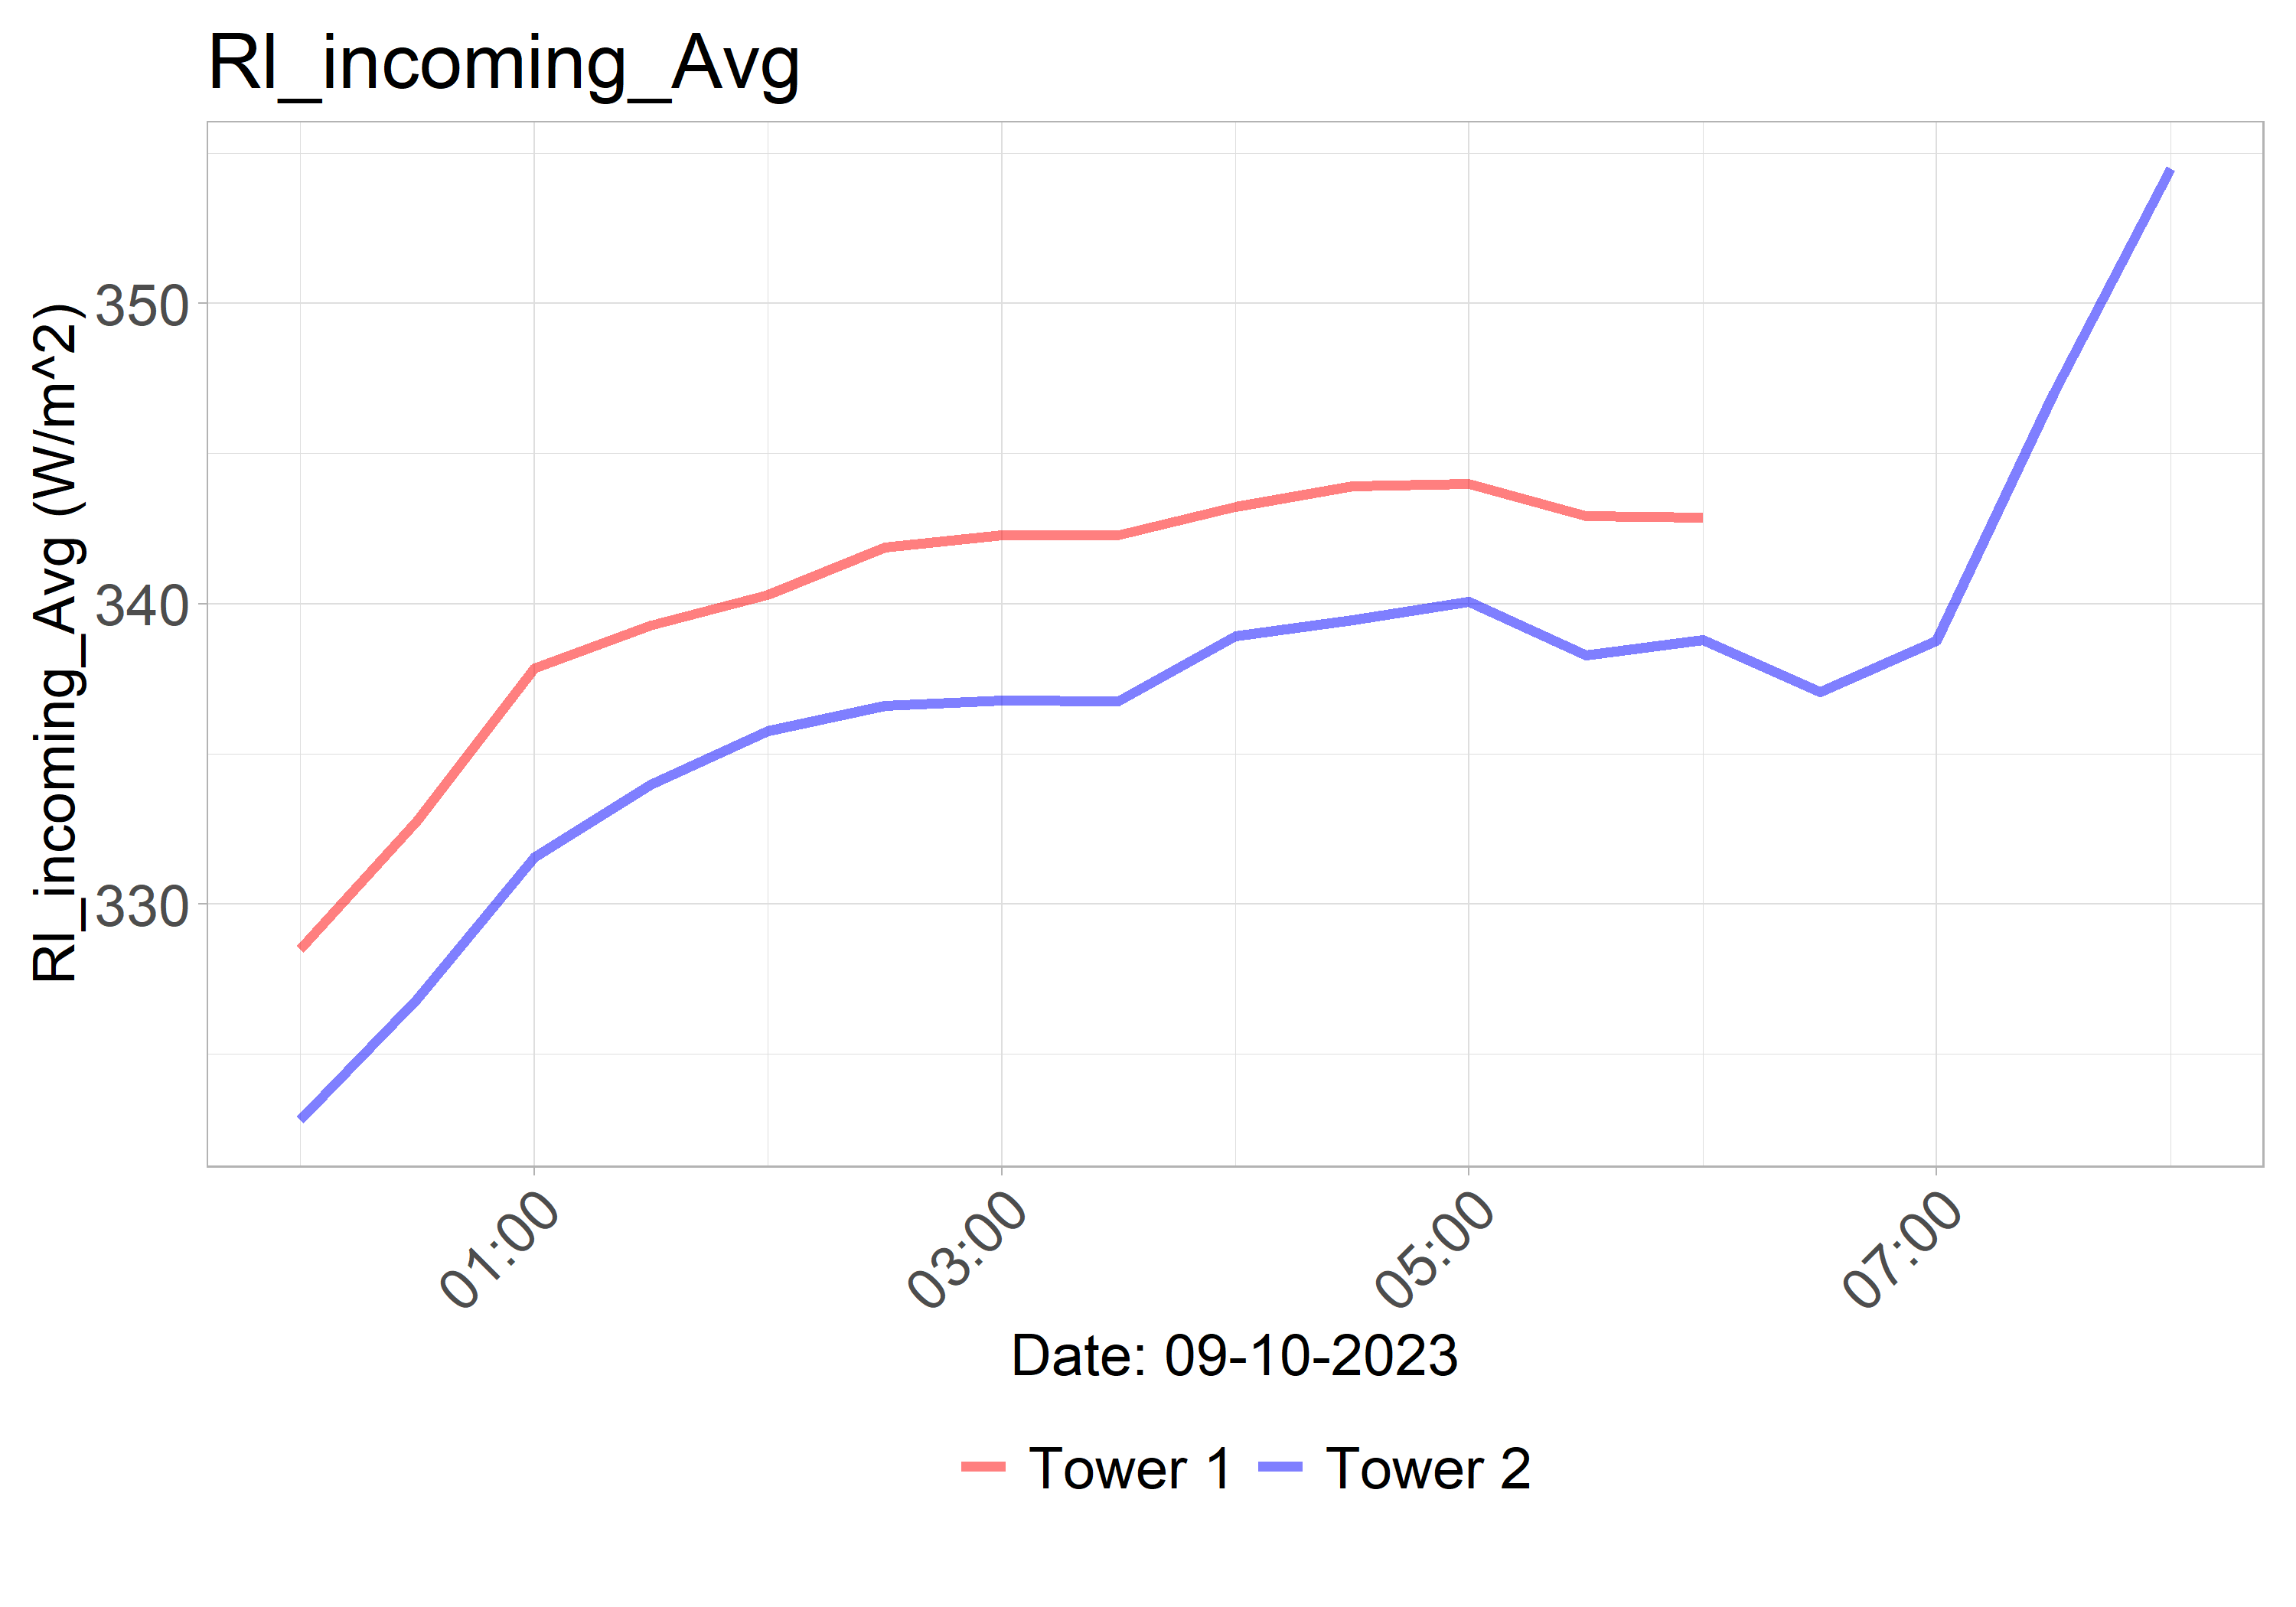 Rl_incoming_Avg
Rl_incoming_Avg (W/m^2)
350
340
330
01:00
03:00
05:00
07:00
Date: 09-10-2023
Tower 1
Tower 2